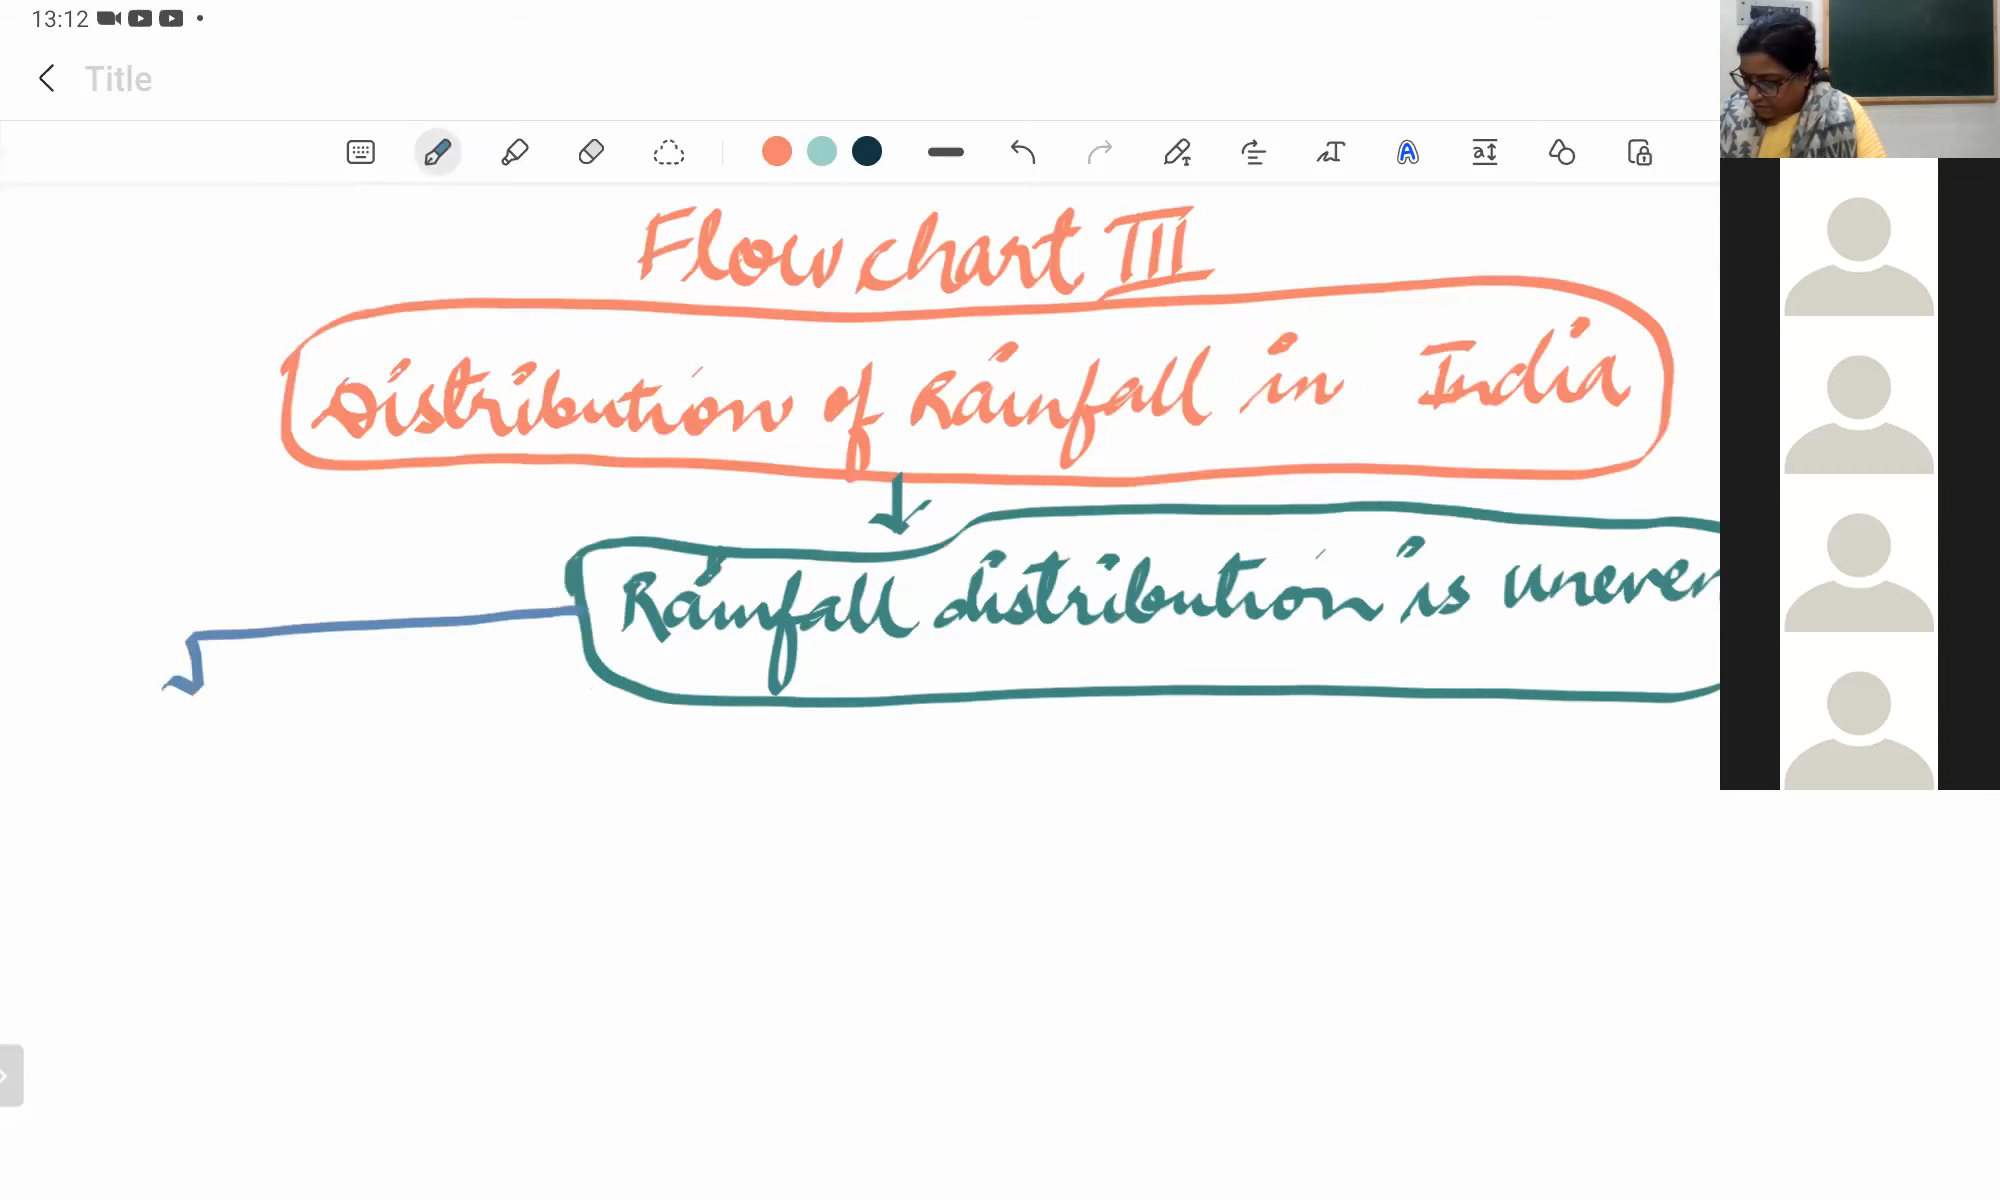 13:12
Title
Flow chart III
Distribution of Rainfall in India
Rainfall distribution is uneven